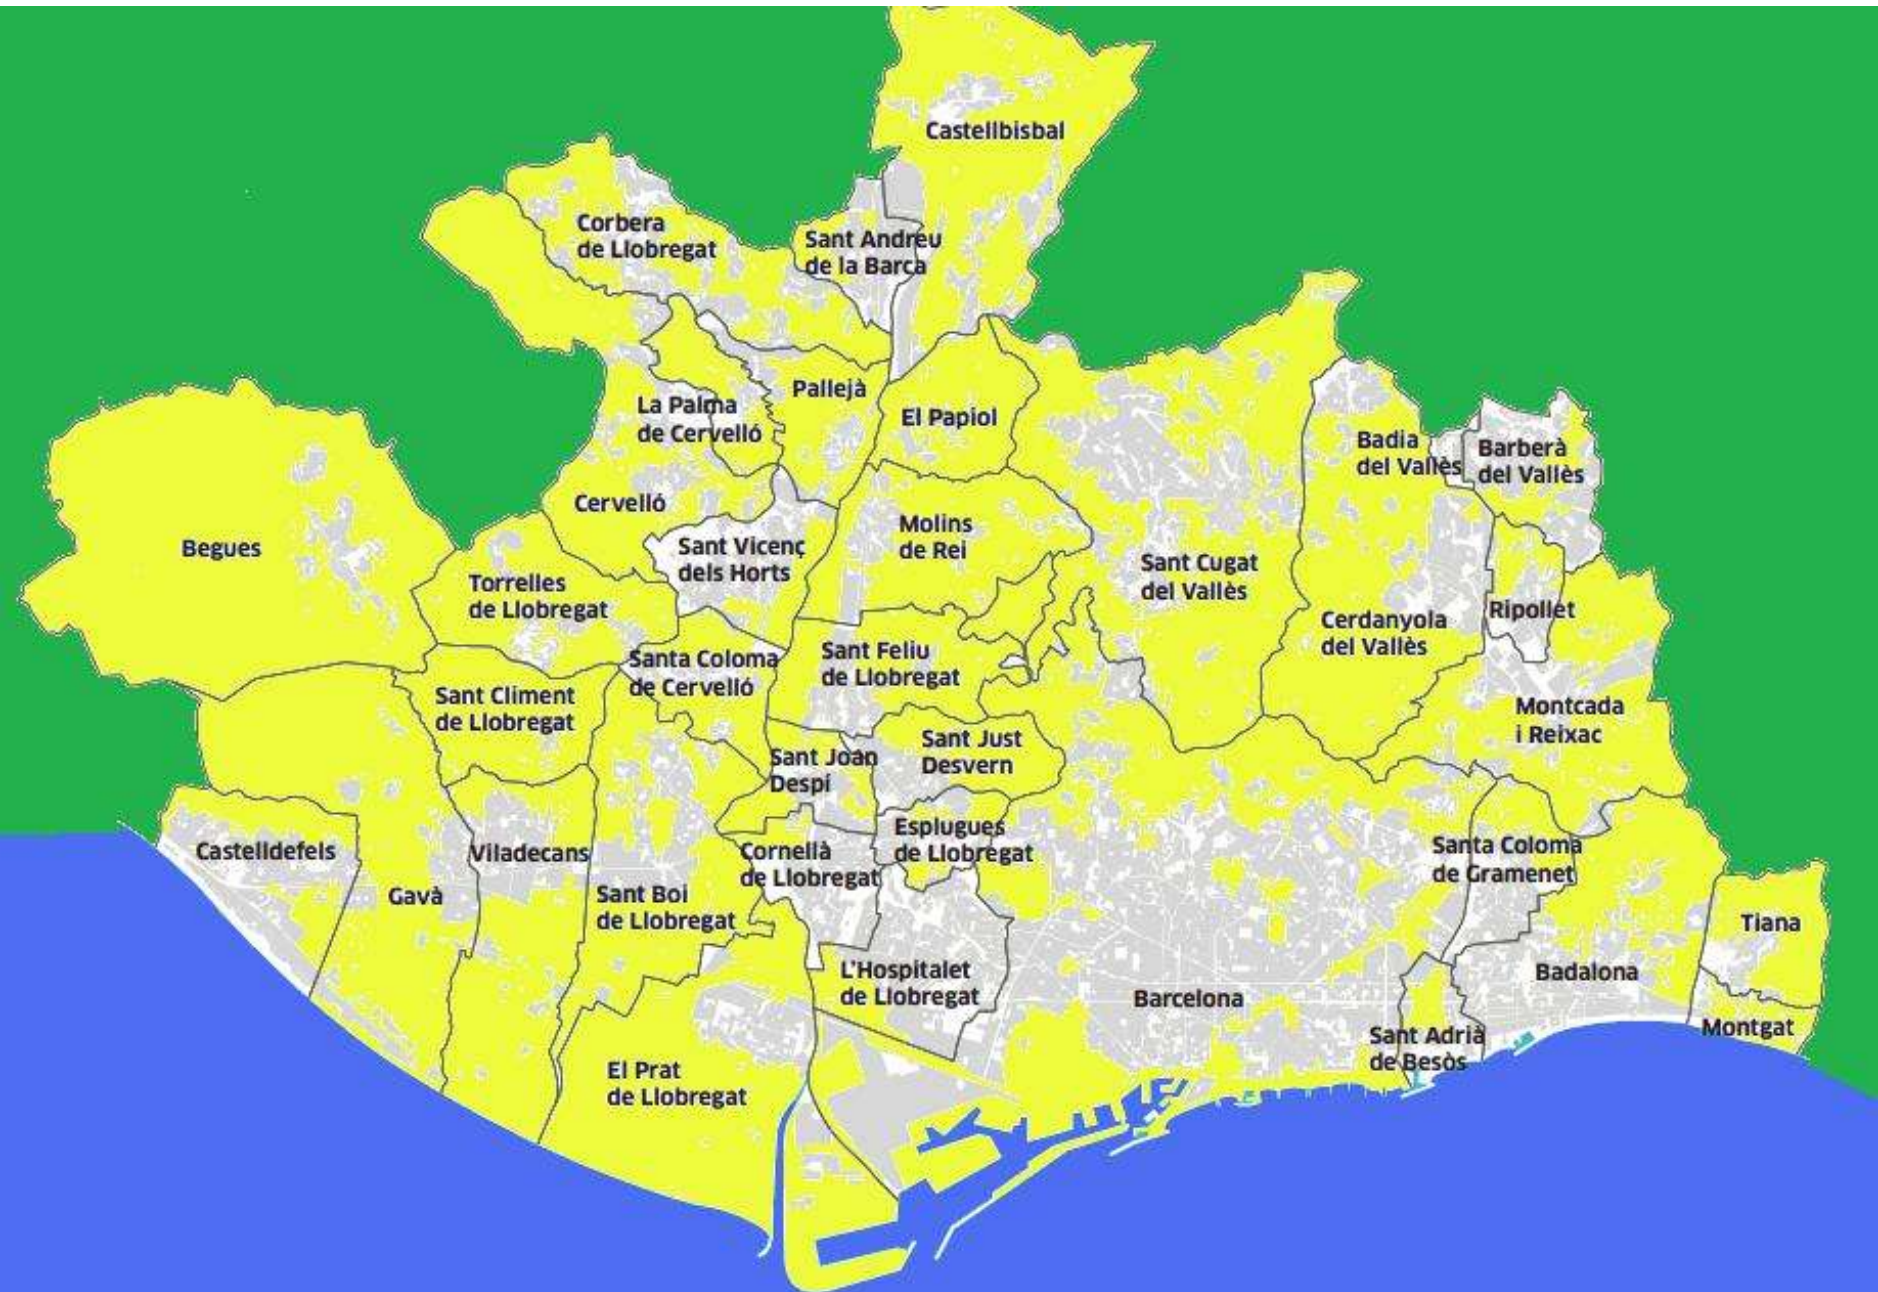 Castellbisbal
Corbera
de Llobregat
Sant Andreu
de la Barca
Pallejà
La Palma
de Cervelló
El Papiol
Badia
del Vallès
Barberà
del Vallès
Cervelló
Molins
de Rei
Begues
Sant Vicenç
dels Horts
Sant Cugat
del Vallès
Torrelles
de Llobregat
Cerdanyola
del Vallès
Ripollet
Santa Coloma
de Cervelló
Sant Feliu
de Llobregat
Sant Climent
de Llobregat
Montcada
i Reixac
Sant Just
Desvern
Sant Joan
Despí
Castelldefels
Viladecans
Esplugues
de Llobregat
Cornellà
de Llobregat
Santa Coloma
de Gramenet
Gavà
Sant Boi
de Llobregat
Tiana
L'Hospitalet
de Llobregat
Badalona
Barcelona
Sant Adrià
de Besòs
Montgat
El Prat
de Llobregat